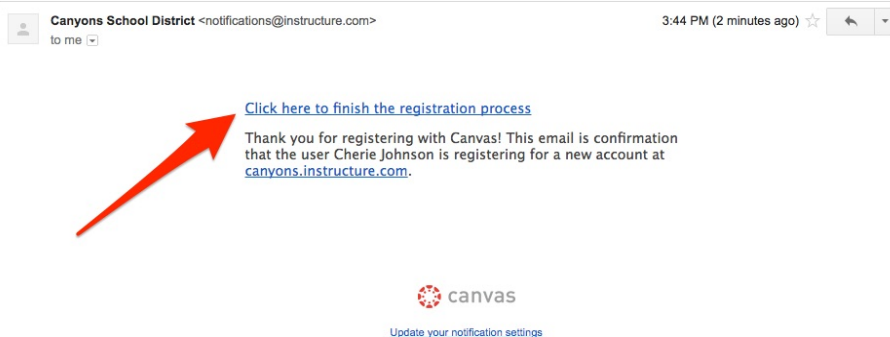 Canyons School District <notifications@instructure.com> 3:44 PM (2 minutes ago)
to me
Click here to finish the registration process
Thank you for registering with Canvas! This email is confirmation
that the user Cherie Johnson is registering for a new account at
canyons.instructure.com.
canvas
Update your notification settings